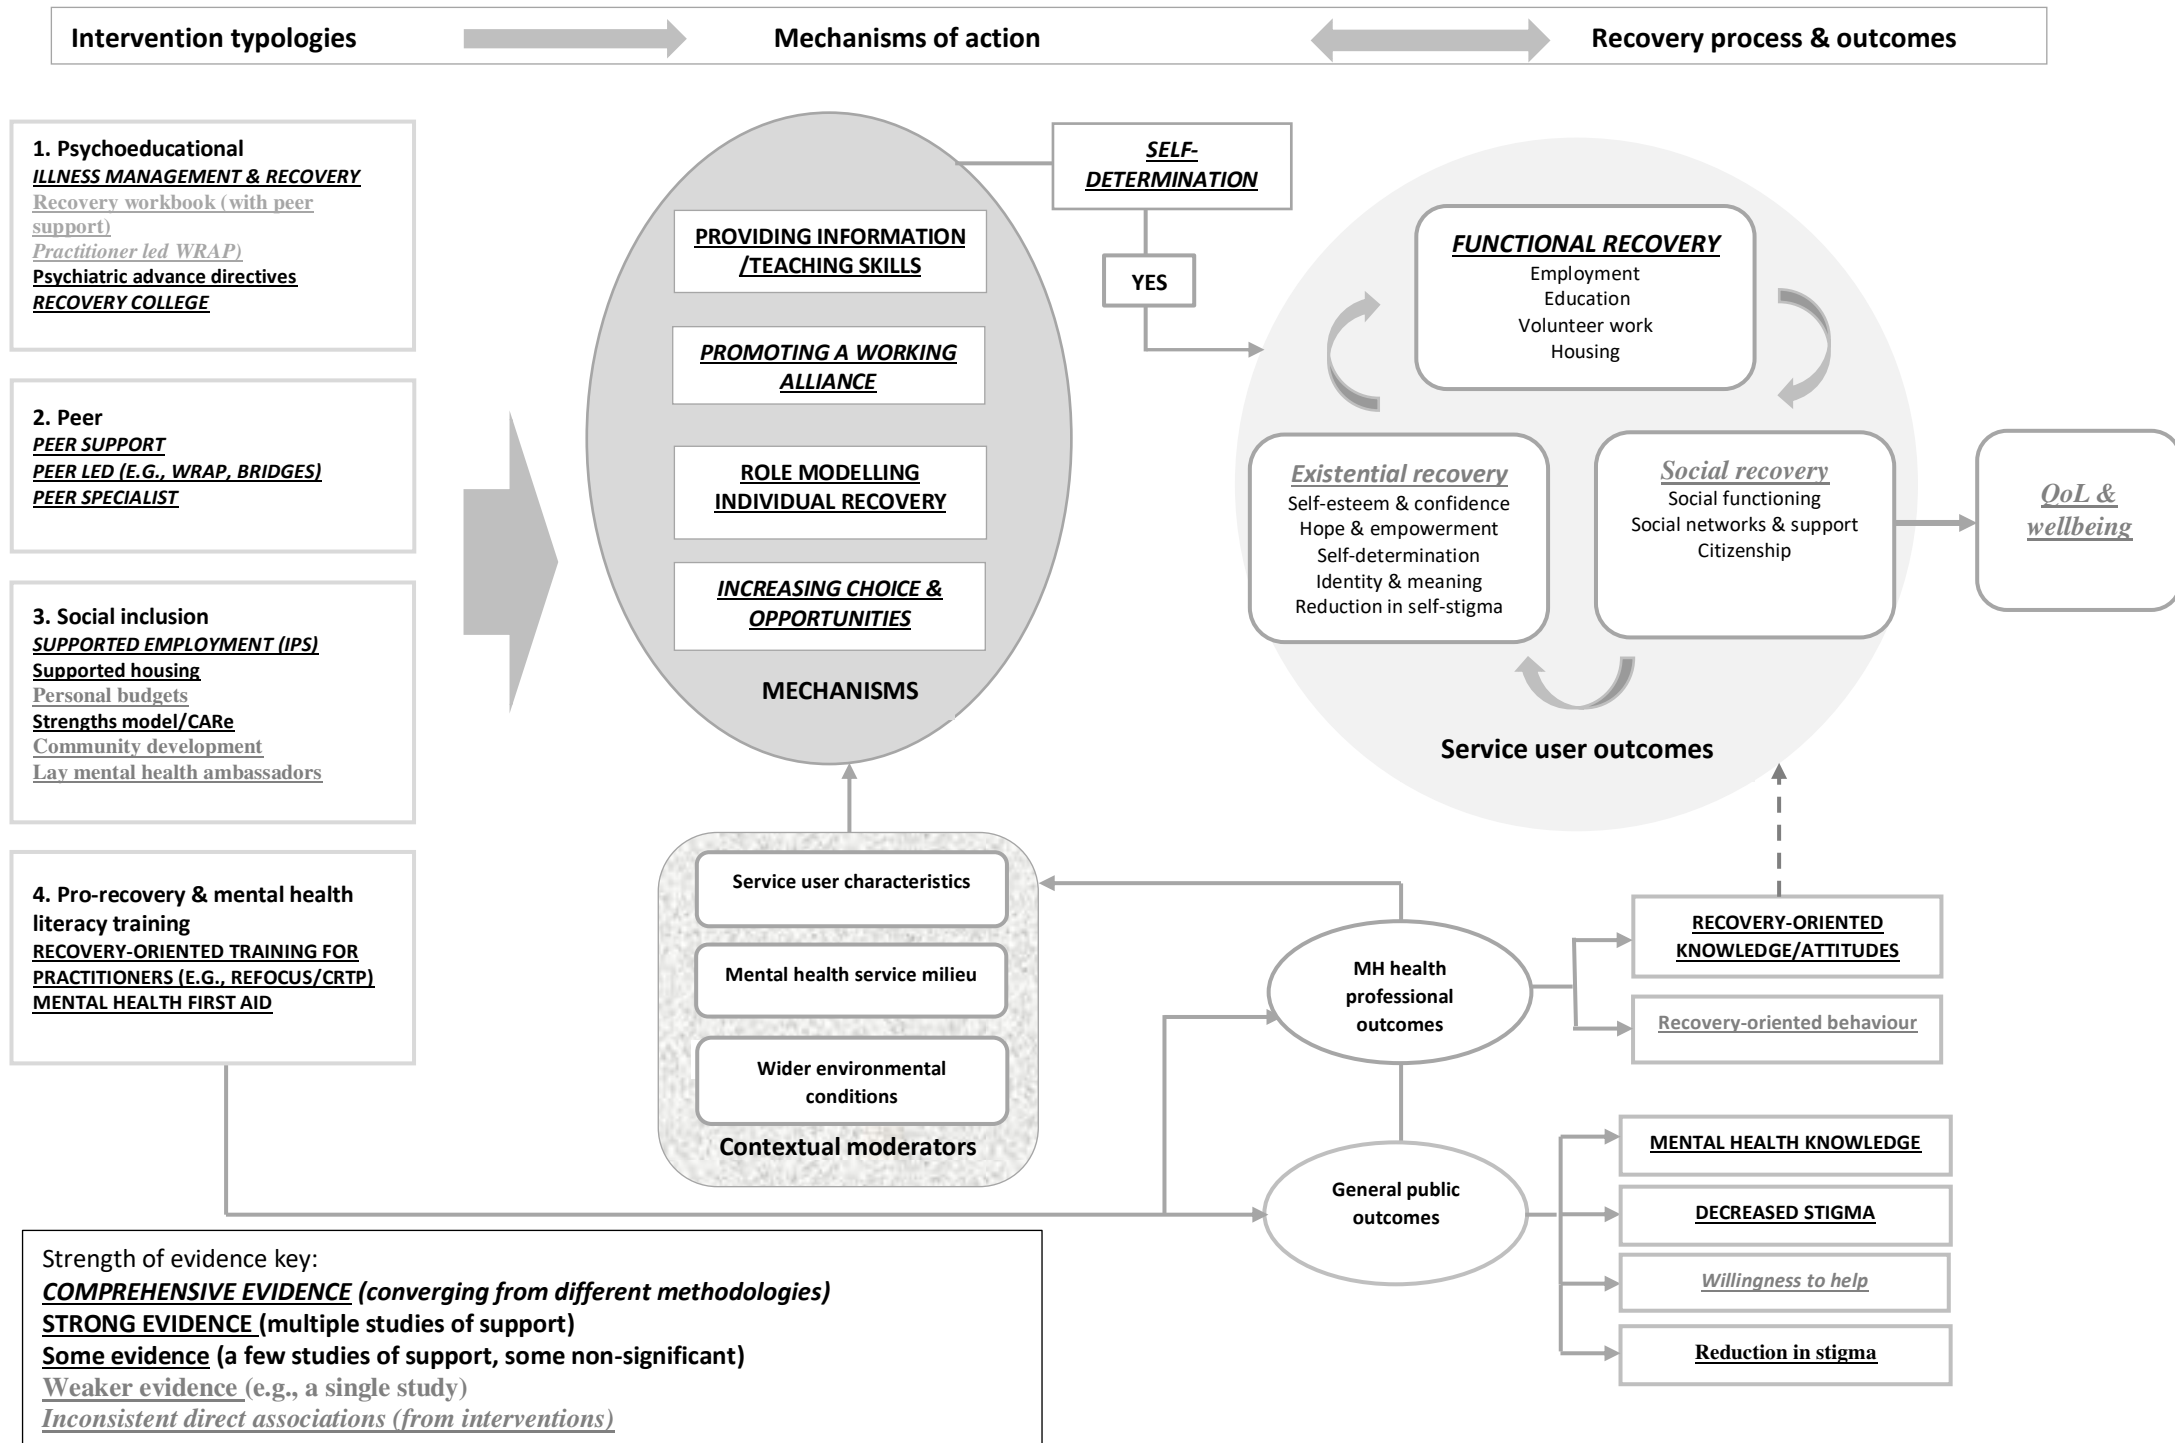 Intervention typologies
Mechanisms of action
Recovery process & outcomes
1. Psychoeducational
ILLNESS MANAGEMENT & RECOVERY
Recovery workbook (with peer
support)
Practitioner led WRAP)
Psychiatric advance directives
RECOVERY COLLEGE
2. Peer
PEER SUPPORT
PEER LED (E.G., WRAP, BRIDGES)
PEER SPECIALIST
3. Social inclusion
SUPPORTED EMPLOYMENT (IPS)
Supported housing
Personal budgets
Strengths model/CARe
Community development
Lay mental health ambassadors
4. Pro-recovery & mental health
literacy training
RECOVERY-ORIENTED TRAINING FOR
PRACTITIONERS (E.G., REFOCUS/CRTP)
MENTAL HEALTH FIRST AID
PROVIDING INFORMATION
/TEACHING SKILLS
PROMOTING A WORKING
ALLIANCE
ROLE MODELLING
INDIVIDUAL RECOVERY
INCREASING CHOICE &
OPPORTUNITIES
MECHANISMS
SELF-
DETERMINATION
YES
FUNCTIONAL RECOVERY
Employment
Education
Volunteer work
Housing
Existential recovery
Self-esteem & confidence
Hope & empowerment
Self-determination
Identity & meaning
Reduction in self-stigma
Social recovery
Social functioning
Social networks & support
Citizenship
Service user outcomes
QoL &
wellbeing
Service user characteristics
Mental health service milieu
Wider environmental
conditions
Contextual moderators
MH health
professional
outcomes
RECOVERY-ORIENTED
KNOWLEDGE/ATTITUDES
Recovery-oriented behaviour
General public
outcomes
MENTAL HEALTH KNOWLEDGE
DECREASED STIGMA
Willingness to help
Reduction in stigma
Strength of evidence key:
COMPREHENSIVE EVIDENCE (converging from different methodologies)
STRONG EVIDENCE (multiple studies of support)
Some evidence (a few studies of support, some non-significant)
Weaker evidence (e.g., a single study)
Inconsistent direct associations (from interventions)